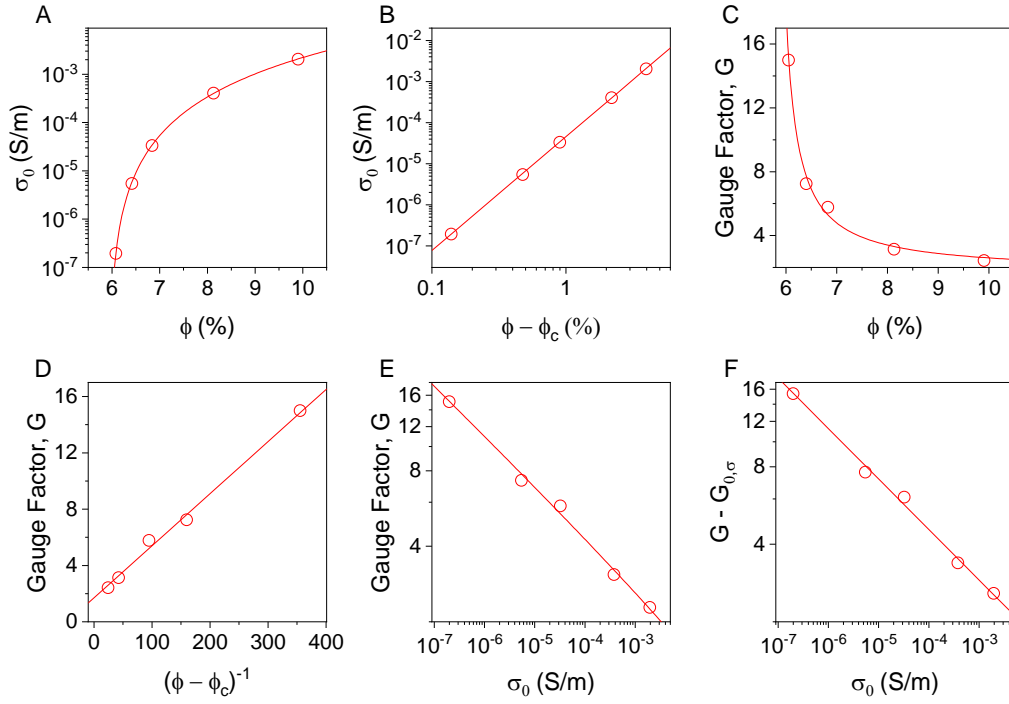 A
10⁻³
10⁻⁴
10⁻⁵
10⁻⁶
10⁻⁷
σ₀ (S/m)
6 7 8 9 10
ϕ (%)
B
10⁻²
10⁻³
10⁻⁴
10⁻⁵
10⁻⁶
10⁻⁷
σ₀ (S/m)
0.1 1
ϕ − ϕc (%)
C
16
12
8
4
Gauge Factor, G
6 7 8 9 10
ϕ (%)
D
16
12
8
4
0
Gauge Factor, G
0 100 200 300 400
(ϕ − ϕc)⁻¹
E
16
12
8
4
Gauge Factor, G
10⁻⁷ 10⁻⁶ 10⁻⁵ 10⁻⁴ 10⁻³
σ₀ (S/m)
F
16
12
8
4
G - G₀,σ
10⁻⁷ 10⁻⁶ 10⁻⁵ 10⁻⁴ 10⁻³
σ₀ (S/m)